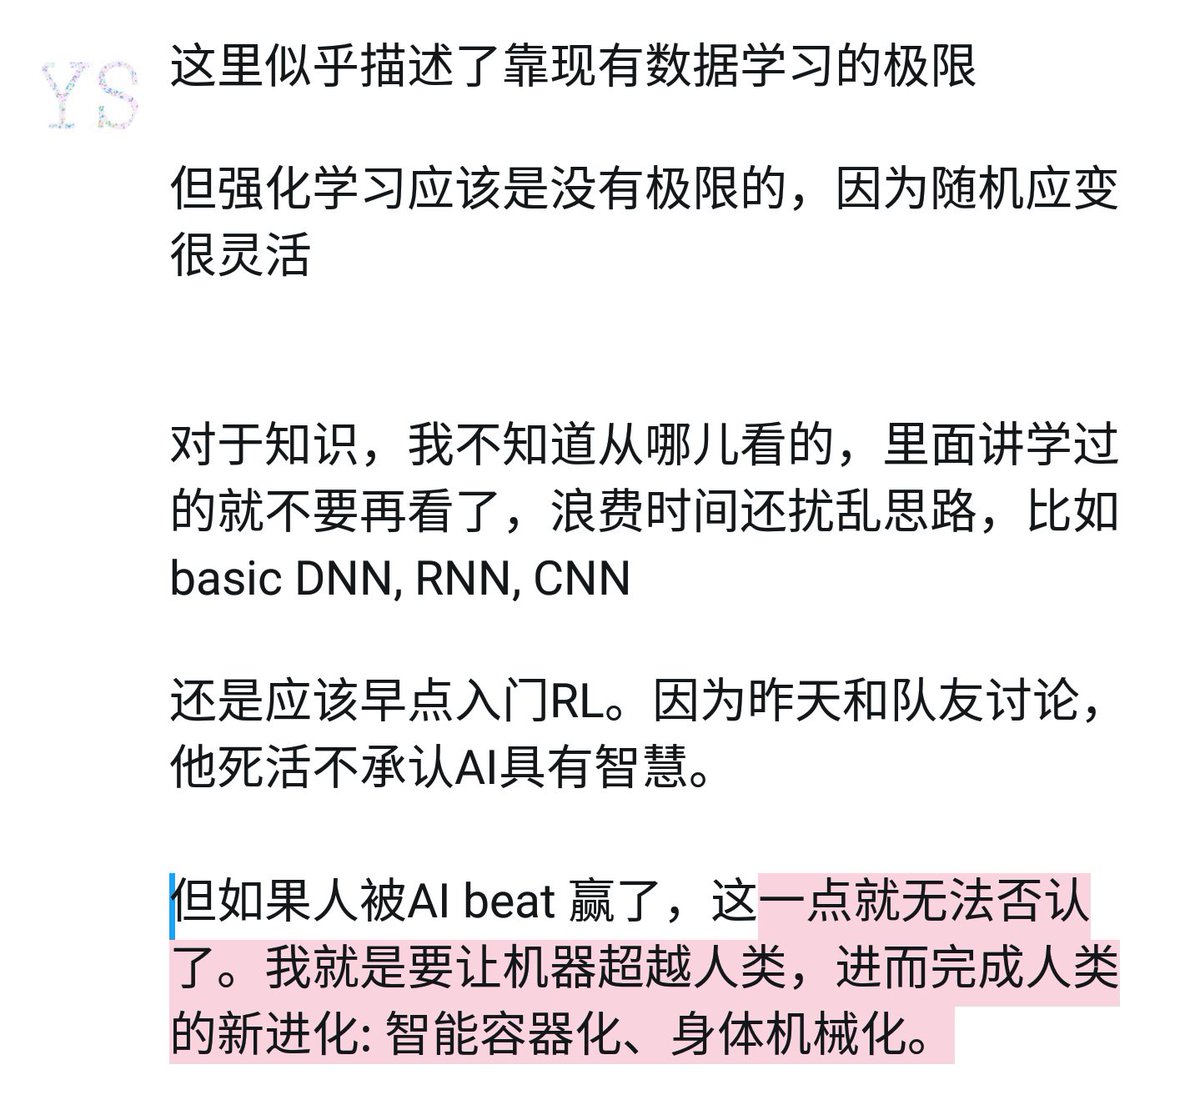 YS
这里似乎描述了靠现有数据学习的极限
但强化学习应该是没有极限的，因为随机应变
很灵活
对于知识，我不知道从哪儿看的，里面讲学过
的就不要再看了，浪费时间还扰乱思路，比如
basic DNN, RNN, CNN
还是应该早点入门RL。因为昨天和队友讨论，
他死活不承认AI具有智慧。
但如果人被AI beat 赢了，这一点就无法否认
了。我就是要让机器超越人类，进而完成人类
的新进化: 智能容器化、身体机械化。